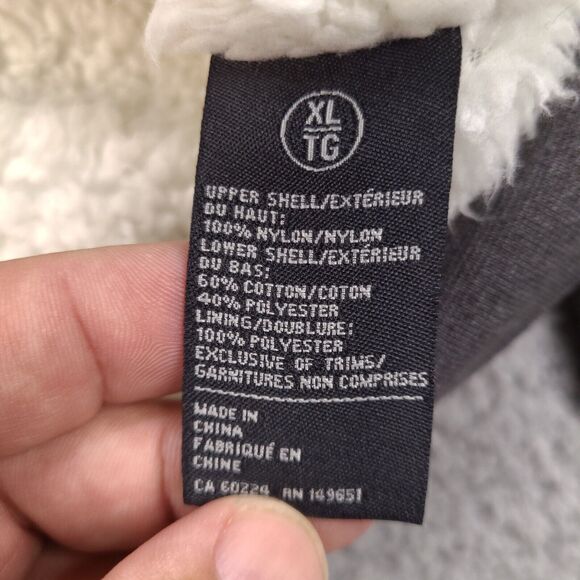 XL
TG
UPPER SHELL/EXTÉRIEUR
DU HAUT:
100% NYLON/NYLON
LOWER SHELL/EXTÉRIEUR
DU BAS:
60% COTTON/COTON
40% POLYESTER
LINING/DOUBLURE:
100% POLYESTER
EXCLUSIVE OF TRIMS/
GARNITURES NON COMPRISES
MADE IN
CHINA
FABRIQUÉ EN
CHINE
CA 60224 RN 149651